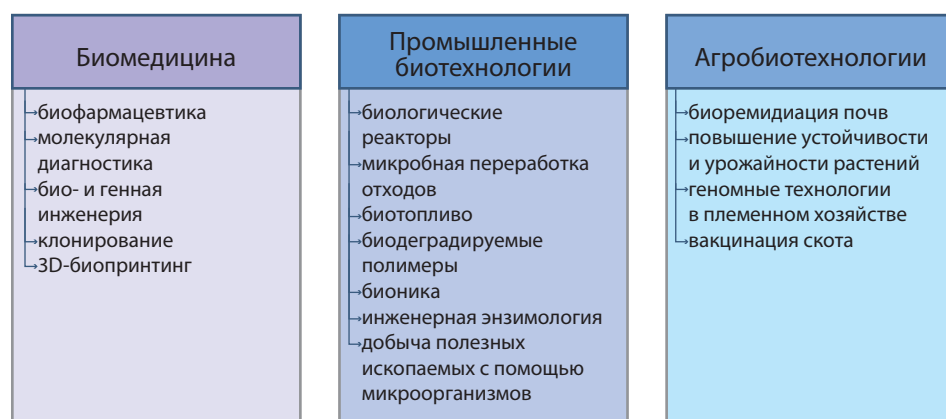 Биомедицина
биофармацевтика
молекулярная
диагностика
био- и генная
инженерия
клонирование
3D-биопринтинг
Промышленные
биотехнологии
биологические
реакторы
микробная переработка
отходов
биотопливо
биодеградируемые
полимеры
бионика
инженерная энзимология
добыча полезных
ископаемых с помощью
микроорганизмов
Агробиотехнологии
биоремидиация почв
повышение устойчивости
и урожайности растений
геномные технологии
в племенном хозяйстве
вакцинация скота